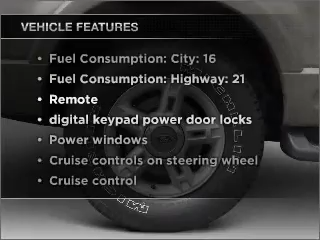 VEHICLE FEATURES
• Fuel Consumption: City: 16
• Fuel Consumption: Highway: 21
• Remote
• digital keypad power door locks
• Power windows
• Cruise controls on steering wheel
• Cruise control